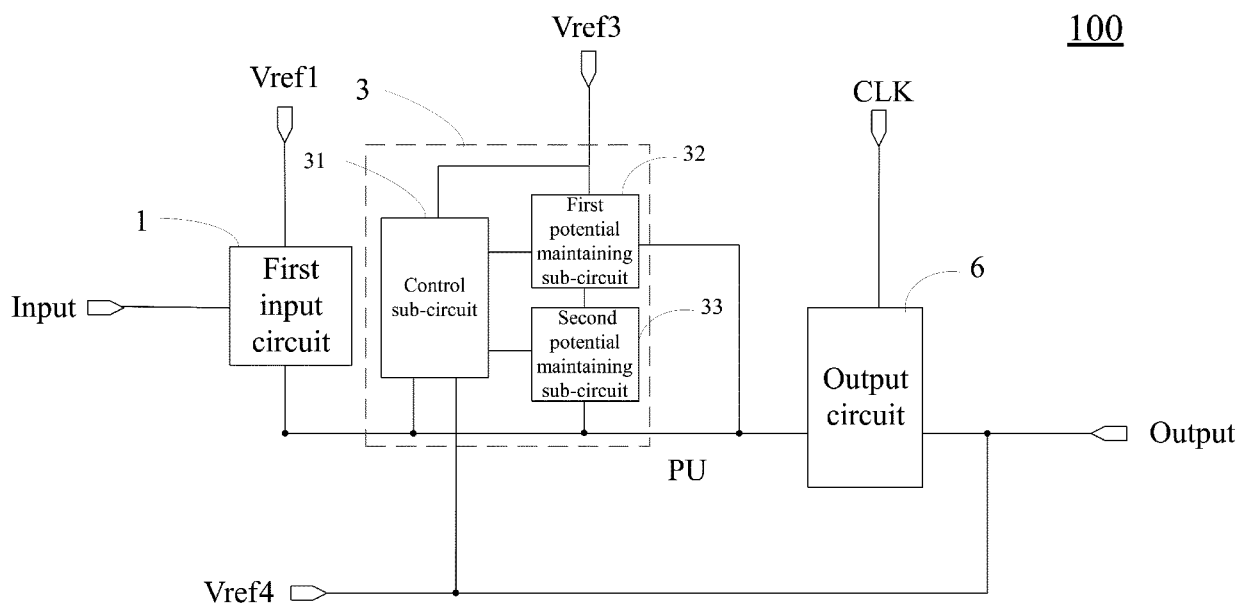 Vref3
100
Vref1
3
CLK
31
32
1
First
potential
maintaining
sub-circuit
First
input
circuit
Control
sub-circuit
6
Input
33
Second
potential
maintaining
sub-circuit
Output
circuit
Output
PU
Vref4